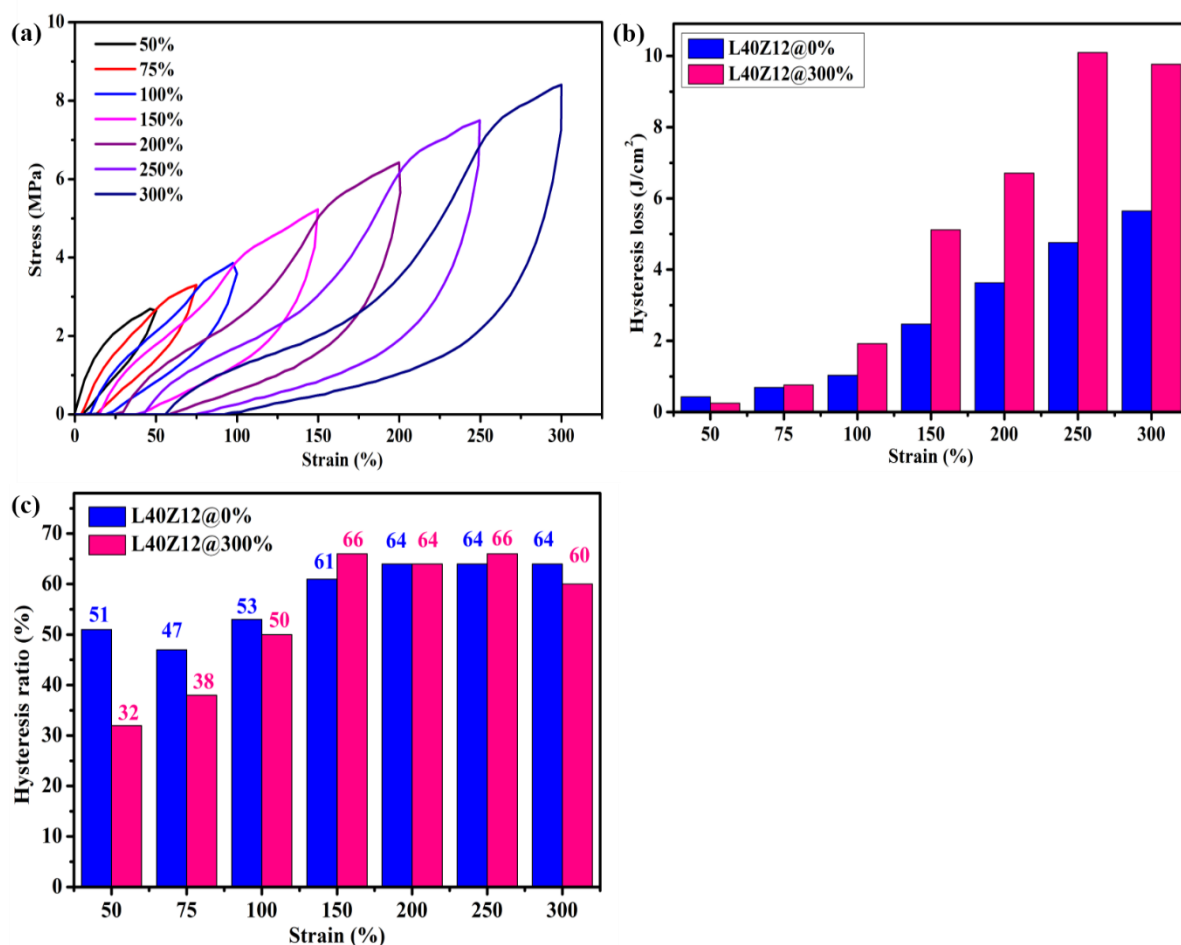 (a)
50%
75%
100%
150%
200%
250%
300%
10
8
6
4
2
0
Stress (MPa)
0 50 100 150 200 250 300
Strain (%)
(b)
L40Z12@0%
L40Z12@300%
10
8
6
4
2
0
Hysteresis loss (J/cm²)
50 75 100 150 200 250 300
Strain (%)
(c)
L40Z12@0%
L40Z12@300%
70
60
50
40
30
20
10
0
Hysteresis ratio (%)
51 32 47 38 53 50 61 66 64 64 64 66 64 60
50 75 100 150 200 250 300
Strain (%)